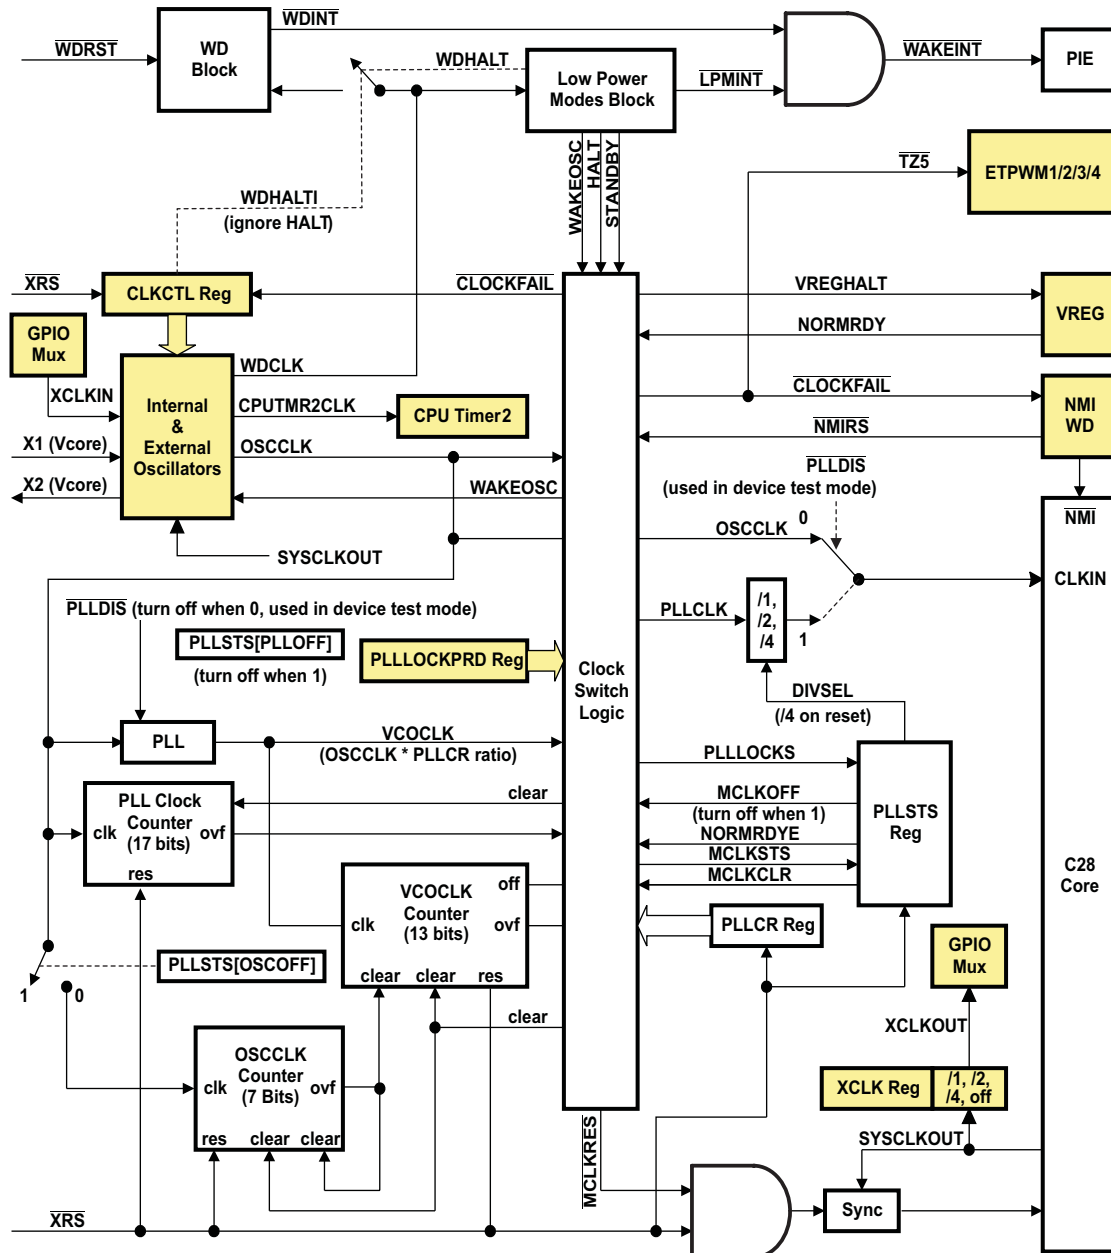 WDINT
WDRST
WD
Block
WDHALT
Low Power
Modes Block
LPMINT
WAKEINT
PIE
WAKEOSC
HALT
STANDBY
TZ5
ETPWM1/2/3/4
WDHALTI
(ignore HALT)
XRS
CLKCTL Reg
CLOCKFAIL
VREGHALT
NORMRDY
VREG
GPIO
Mux
XCLKIN
WDCLK
CPUTMR2CLK
CPU Timer2
Internal
&
External
Oscillators
X1 (Vcore)
OSCCLK
X2 (Vcore)
WAKEOSC
SYSCLKOUT
CLOCKFAIL
NMIRS
NMI
WD
PLLDIS
(used in device test mode)
OSCCLK
0
NMI
CLKIN
PLLDIS (turn off when 0, used in device test mode)
PLLSTS[PLLOFF]
(turn off when 1)
PLLLOCKPRD Reg
Clock
Switch
Logic
PLLCLK
/1,
/2,
/4
1
DIVSEL
(/4 on reset)
PLL
VCOCLK
(OSCCLK * PLLCR ratio)
PLLLOCKS
MCLKOFF
(turn off when 1)
NORMRDYE
MCLKSTS
MCLKCLR
PLLSTS
Reg
clear
PLL Clock
Counter
(17 bits)
clk
ovf
res
VCOCLK
Counter
(13 bits)
off
clk
ovf
clear
clear
res
PLLCR Reg
C28
Core
GPIO
Mux
PLLSTS[OSCOFF]
1
0
clear
XCLKOUT
OSCCLK
Counter
(7 Bits)
clk
ovf
res
clear
clear
XCLK Reg
/1, /2,
/4, off
SYSCLKOUT
MCLKRES
XRS
Sync